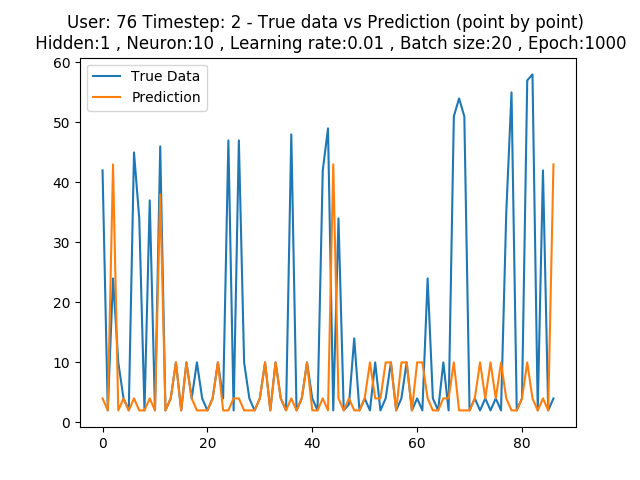 User: 76 Timestep: 2 - True data vs Prediction (point by point)
Hidden:1 , Neuron:10 , Learning rate:0.01 , Batch size:20 , Epoch:1000
True Data
Prediction
60
50
40
30
20
10
0
0 20 40 60 80